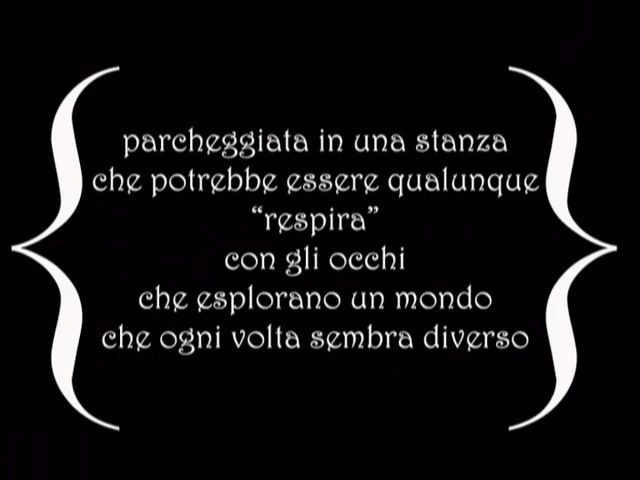 parcheggiata in una stanza
che potrebbe essere qualunque
“respira”
con gli occhi
che esplorano un mondo
che ogni volta sembra diverso